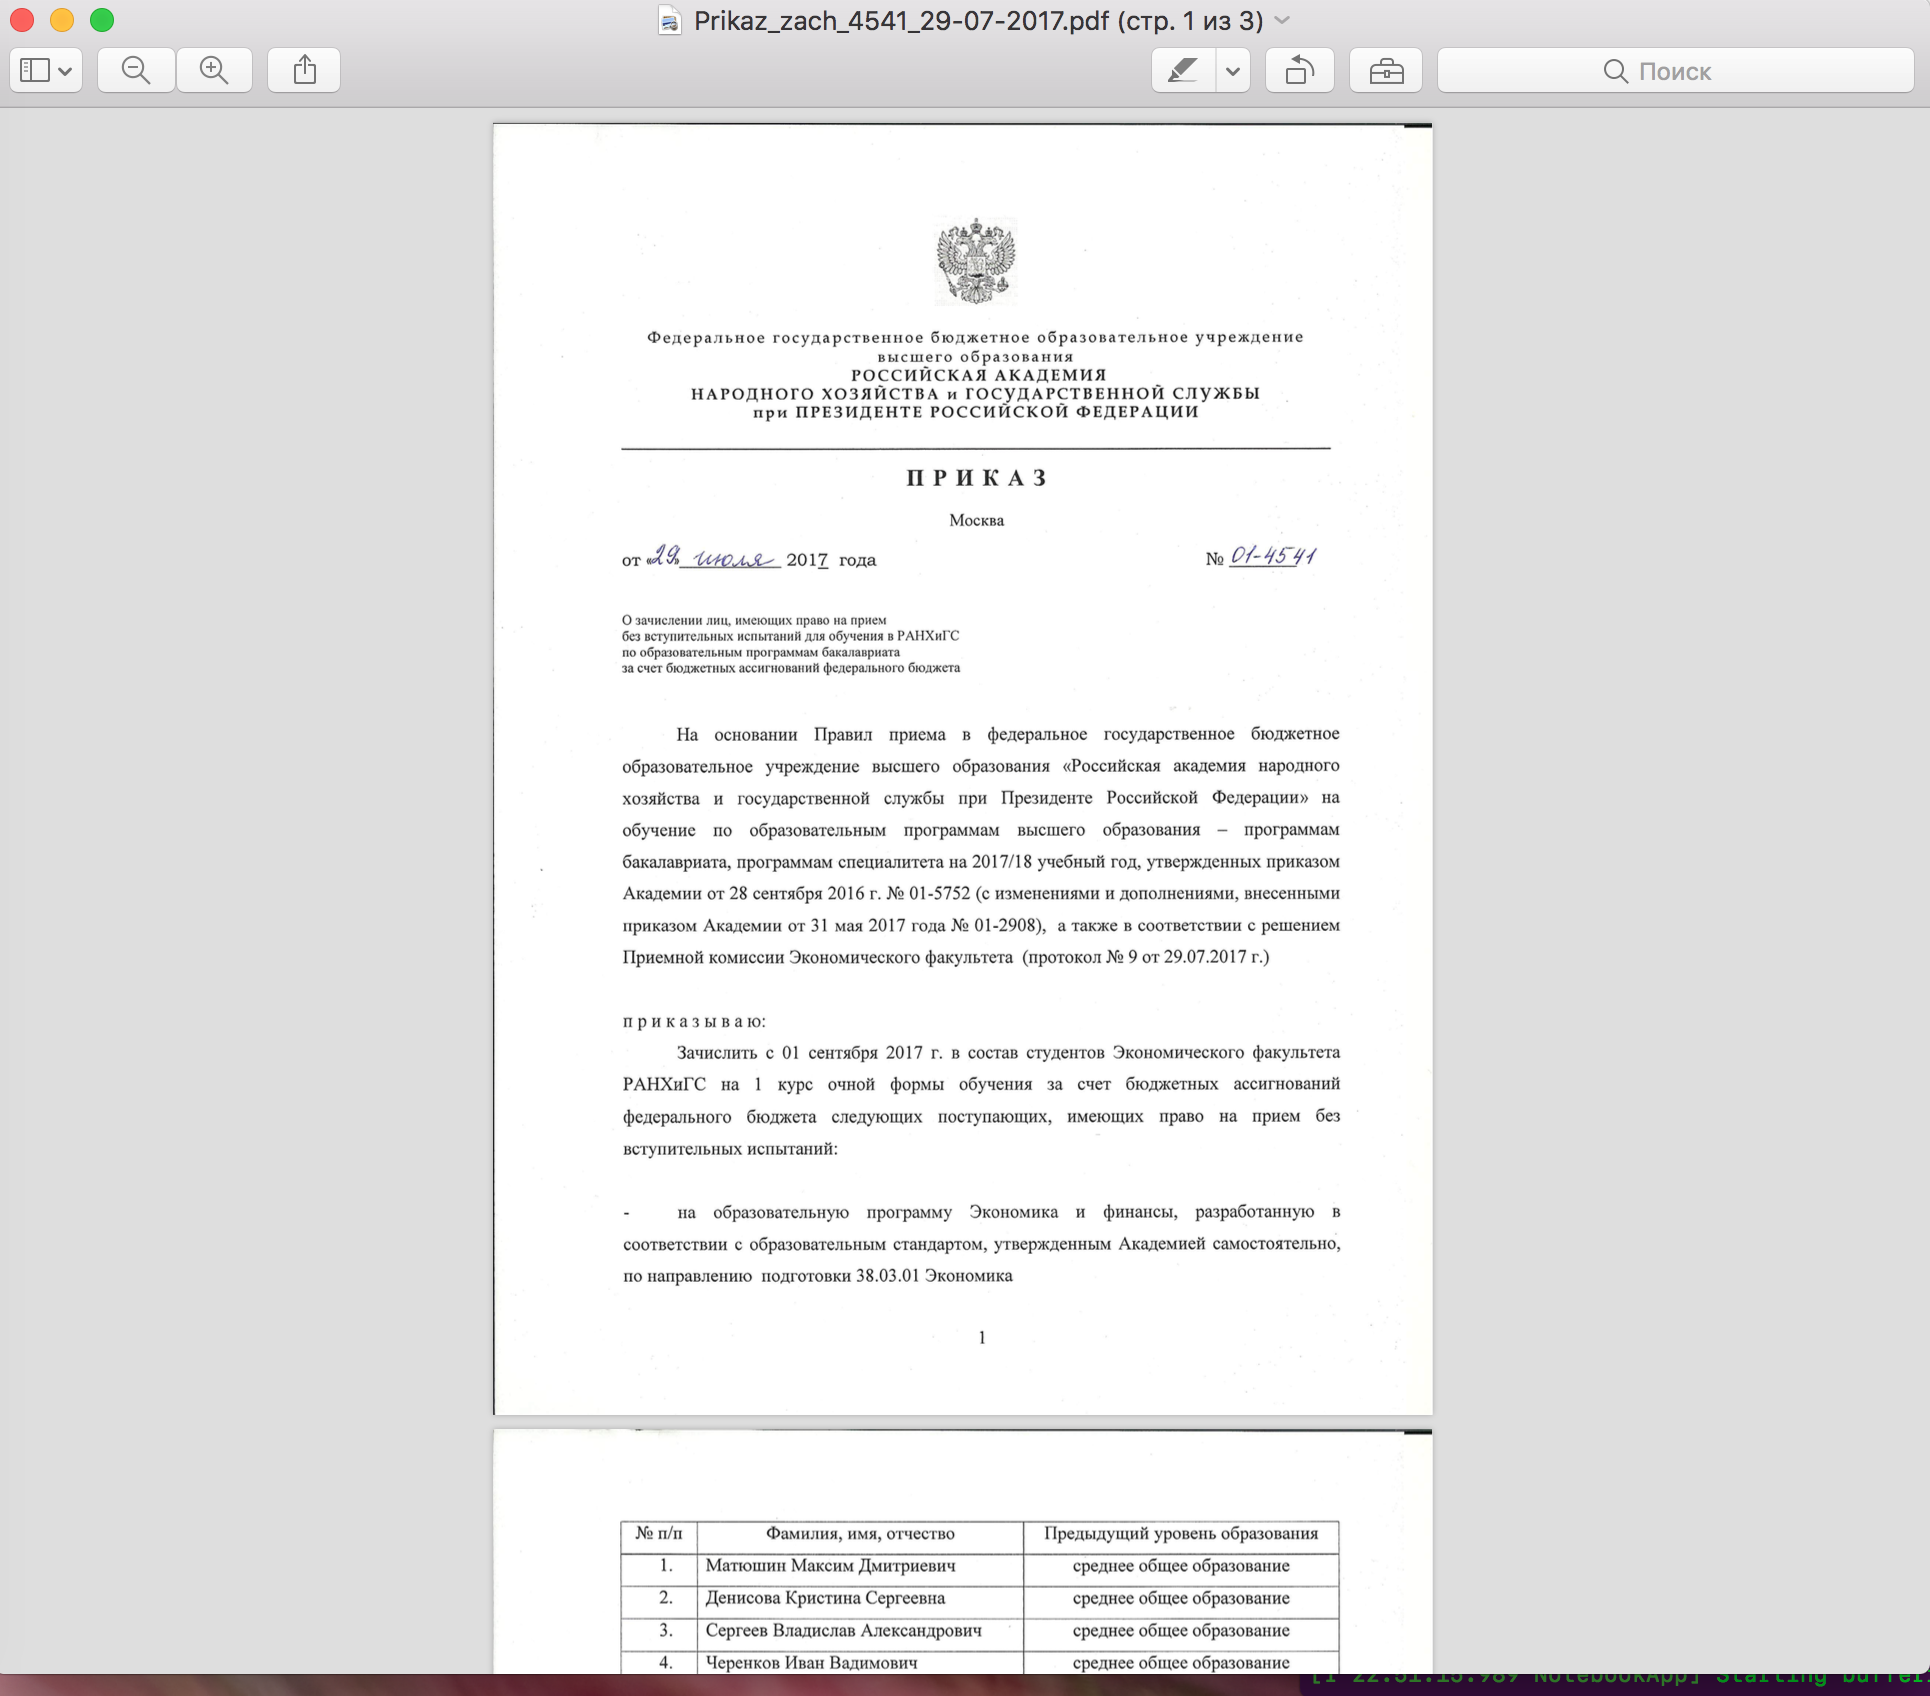 Prikaz_zach_4541_29-07-2017.pdf (стр. 1 из 3)
Поиск
Федеральное государственное бюджетное образовательное учреждение
высшего образования
РОССИЙСКАЯ АКАДЕМИЯ
НАРОДНОГО ХОЗЯЙСТВА и ГОСУДАРСТВЕННОЙ СЛУЖБЫ
при ПРЕЗИДЕНТЕ РОССИЙСКОЙ ФЕДЕРАЦИИ
П Р И К А З
Москва
от «29» июля 2017 года № 01-4541
О зачислении лиц, имеющих право на прием
без вступительных испытаний для обучения в РАНХиГС
по образовательным программам бакалавриата
за счет бюджетных ассигнований федерального бюджета
На основании Правил приема в федеральное государственное бюджетное
образовательное учреждение высшего образования «Российская академия народного
хозяйства и государственной службы при Президенте Российской Федерации» на
обучение по образовательным программам высшего образования – программам
бакалавриата, программам специалитета на 2017/18 учебный год, утвержденных приказом
Академии от 28 сентября 2016 г. № 01-5752 (с изменениями и дополнениями, внесенными
приказом Академии от 31 мая 2017 года № 01-2908), а также в соответствии с решением
Приемной комиссии Экономического факультета (протокол № 9 от 29.07.2017 г.)
п р и к а з ы в а ю:
Зачислить с 01 сентября 2017 г. в состав студентов Экономического факультета
РАНХиГС на 1 курс очной формы обучения за счет бюджетных ассигнований
федерального бюджета следующих поступающих, имеющих право на прием без
вступительных испытаний:
- на образовательную программу Экономика и финансы, разработанную в
соответствии с образовательным стандартом, утвержденным Академией самостоятельно,
по направлению подготовки 38.03.01 Экономика
1
№ п/п Фамилия, имя, отчество Предыдущий уровень образования
1. Матюшин Максим Дмитриевич среднее общее образование
2. Денисова Кристина Сергеевна среднее общее образование
3. Сергеев Владислав Александрович среднее общее образование
4. Черенков Иван Вадимович среднее общее образование
NotebookApp] Starting